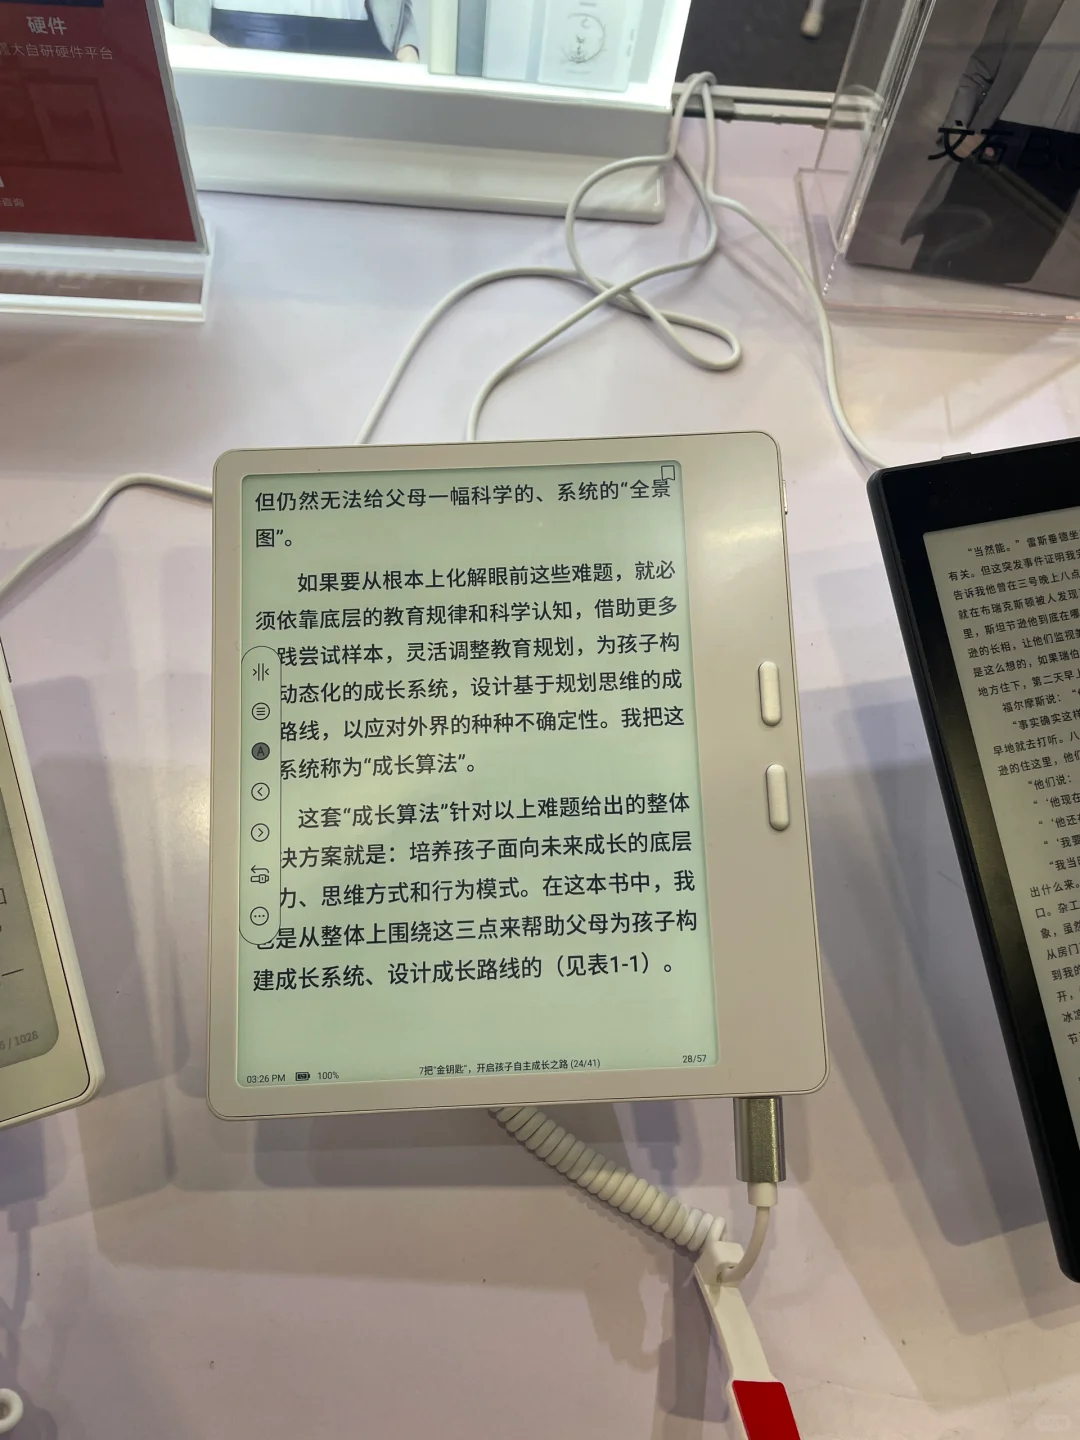 硬件
大自研硬件平台
文石
但仍然无法给父母一幅科学的、系统的“全景
图”。
如果要从根本上化解眼前这些难题，就必
须依靠底层的教育规律和科学认知，借助更多
践尝试样本，灵活调整教育规划，为孩子构
动态化的成长系统，设计基于规划思维的成
路线，以应对外界的种种不确定性。我把这
系统称为“成长算法”。
这套“成长算法”针对以上难题给出的整体
决方案就是：培养孩子面向未来成长的底层
力、思维方式和行为模式。在这本书中，我
是从整体上围绕这三点来帮助父母为孩子构
建成长系统、设计成长路线的（见表1-1）。
A
03:26 PM 100% 7把“金钥匙”，开启孩子自主成长之路 (24/41) 28/57
/ 1026
“当然能。”雷斯垂德坐
有关。但这突发事件证明我完
告诉我他曾在三号晚上八点
就在布瑞克斯顿被人发现
里，斯坦节逊他到底在哪
逊的长相，让他们监视
是这么想的，如果瑞伯
地方住下，第二天早上
福尔摩斯说：“
“事实确实这样
早地就去打听。八
逊的住这里，他们
“他们说：
“‘他现在
“‘他还在
“‘我要
“我当时
出什么来。
口。杂工
象，虽然
从房门
到我的
开，
冰凉
节